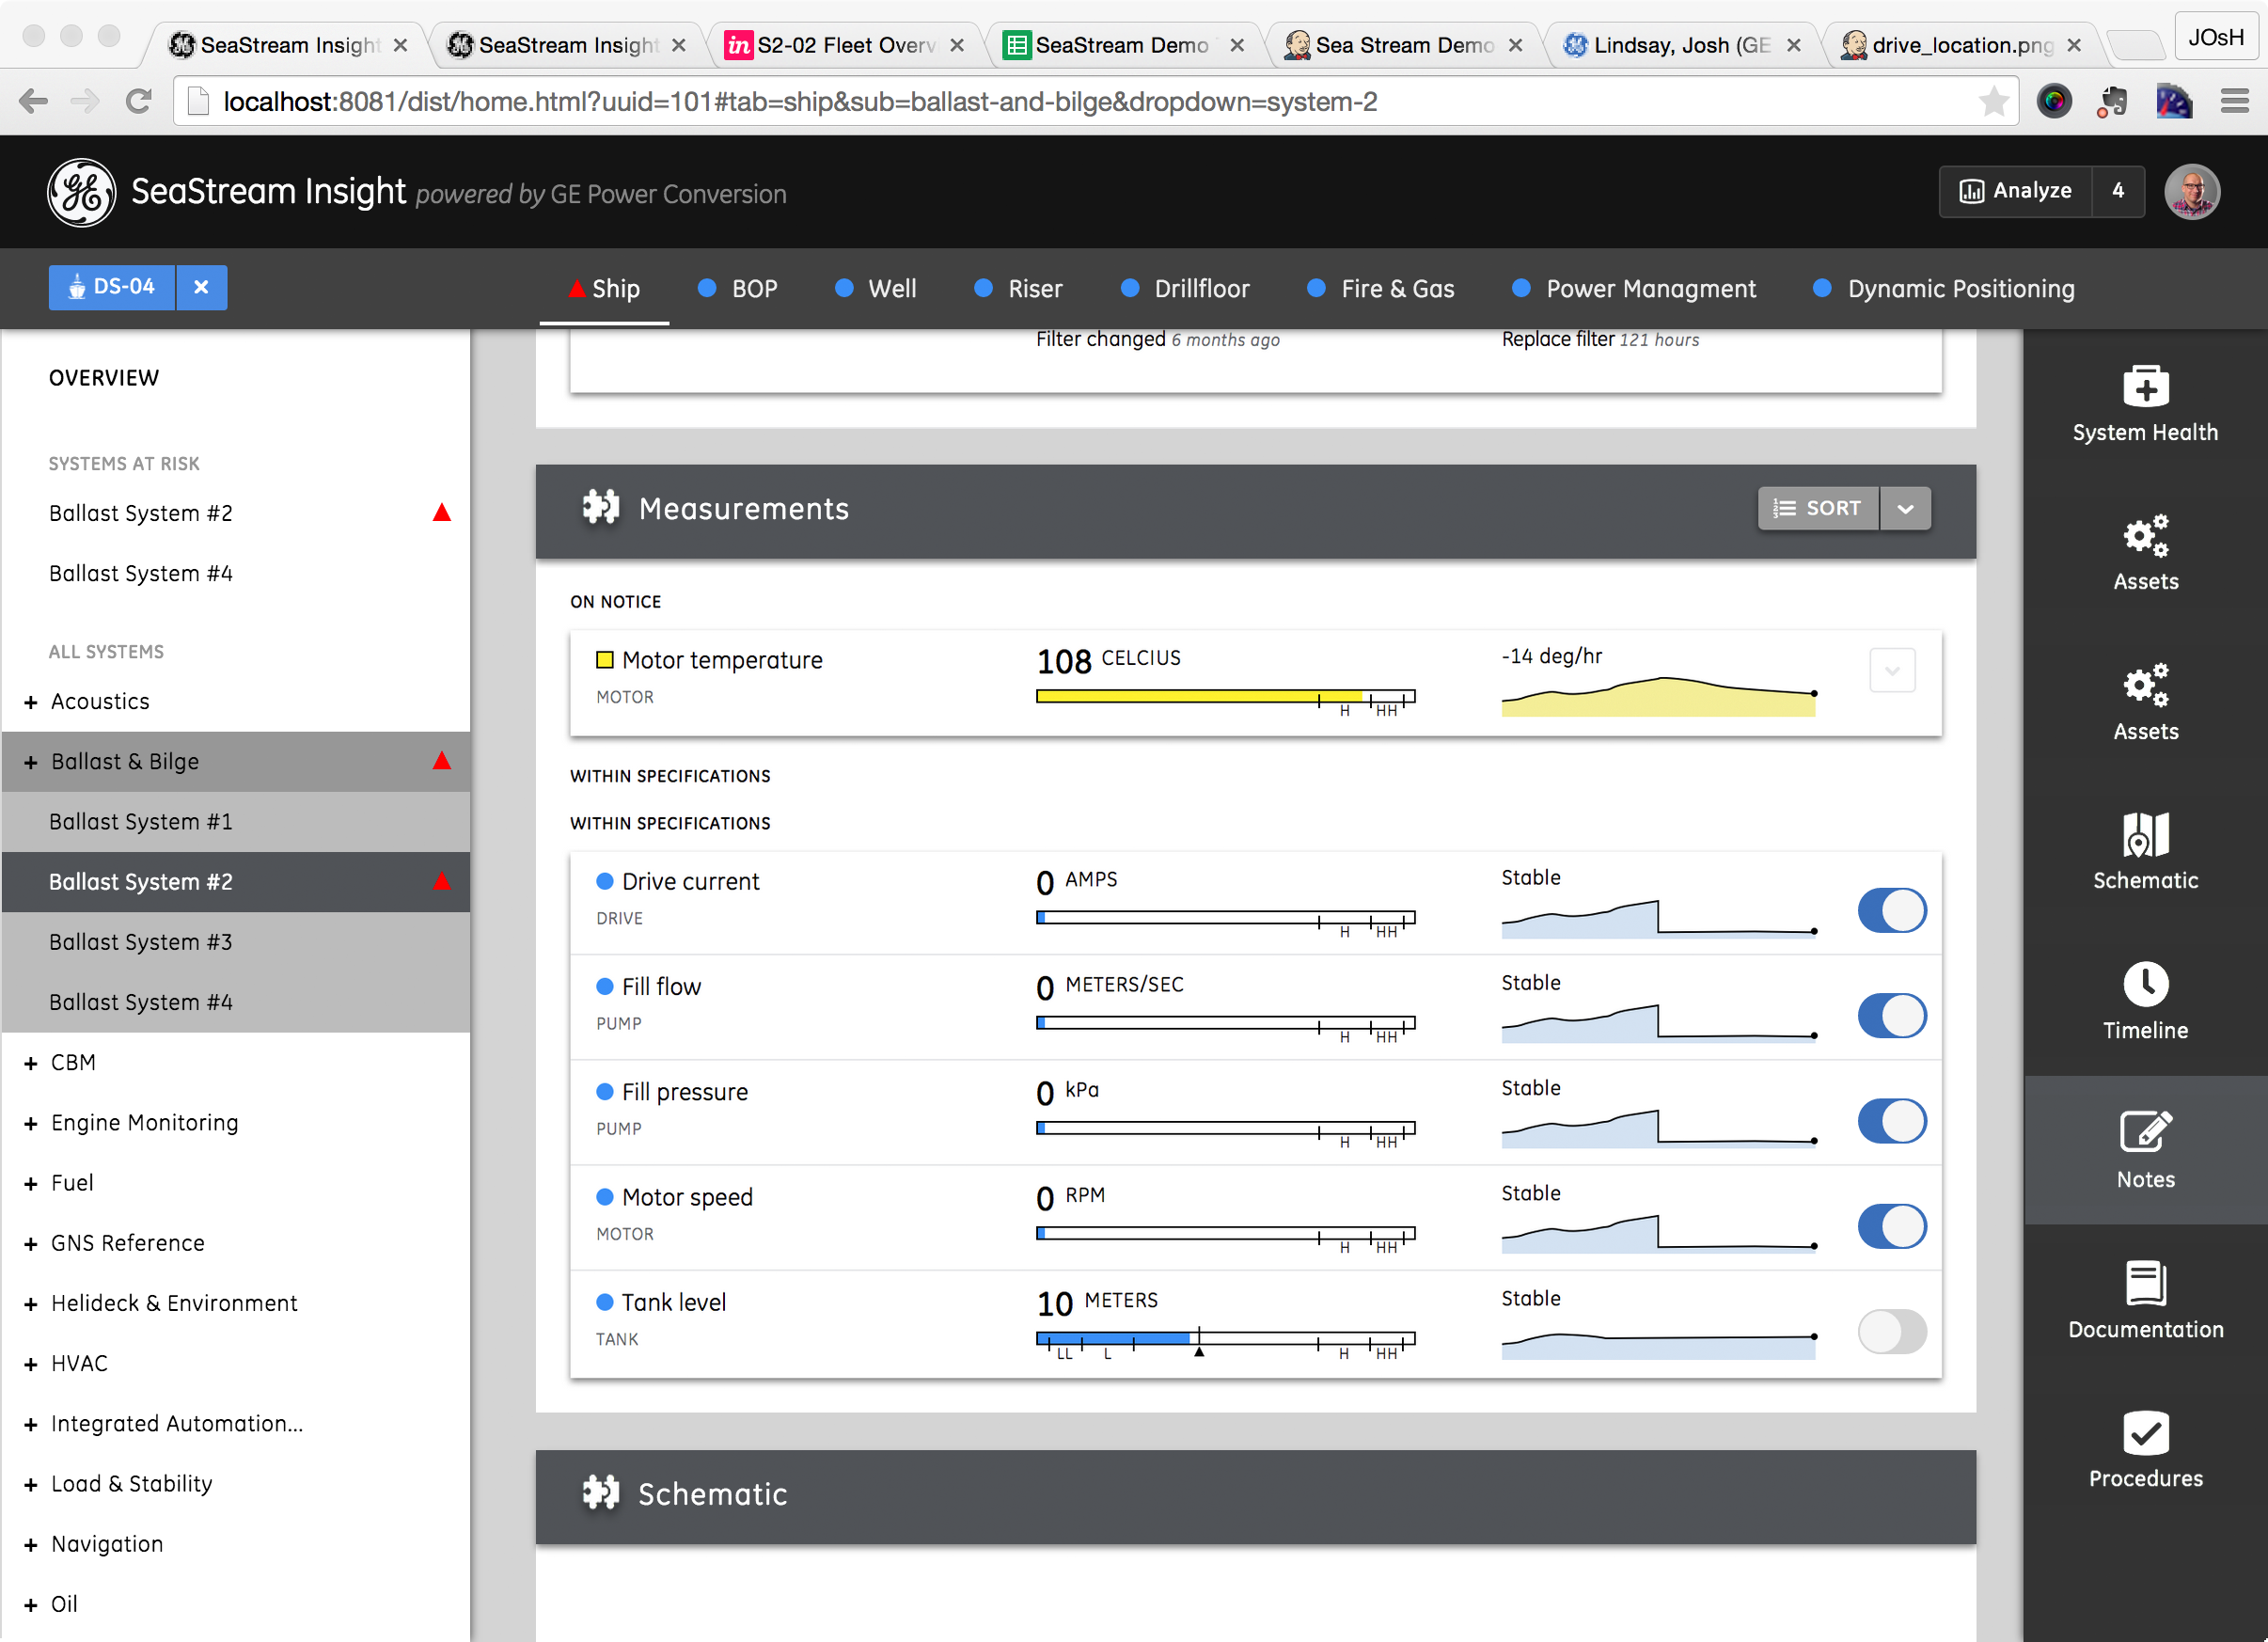 SeaStream Insight
SeaStream Insight
S2-02 Fleet Overv
SeaStream Demo
Sea Stream Demo
Lindsay, Josh (GE
drive_location.png
JOsH
localhost:8081/dist/home.html?uuid=101#tab=ship&sub=ballast-and-bilge&dropdown=system-2
GE SeaStream Insight powered by GE Power Conversion
Analyze 4
DS-04
Ship BOP Well Riser Drillfloor Fire & Gas Power Managment Dynamic Positioning
OVERVIEW
SYSTEMS AT RISK
Ballast System #2
Ballast System #4
ALL SYSTEMS
+ Acoustics
+ Ballast & Bilge
Ballast System #1
Ballast System #2
Ballast System #3
Ballast System #4
+ CBM
+ Engine Monitoring
+ Fuel
+ GNS Reference
+ Helideck & Environment
+ HVAC
+ Integrated Automation...
+ Load & Stability
+ Navigation
+ Oil
Filter changed 6 months ago
Replace filter 121 hours
Measurements
SORT
ON NOTICE
Motor temperature
MOTOR
108 CELCIUS
H HH
-14 deg/hr
WITHIN SPECIFICATIONS
WITHIN SPECIFICATIONS
Drive current
DRIVE
0 AMPS
H HH
Stable
Fill flow
PUMP
0 METERS/SEC
H HH
Stable
Fill pressure
PUMP
0 kPa
H HH
Stable
Motor speed
MOTOR
0 RPM
H HH
Stable
Tank level
TANK
10 METERS
LL L H HH
Stable
Schematic
System Health
Assets
Assets
Schematic
Timeline
Notes
Documentation
Procedures